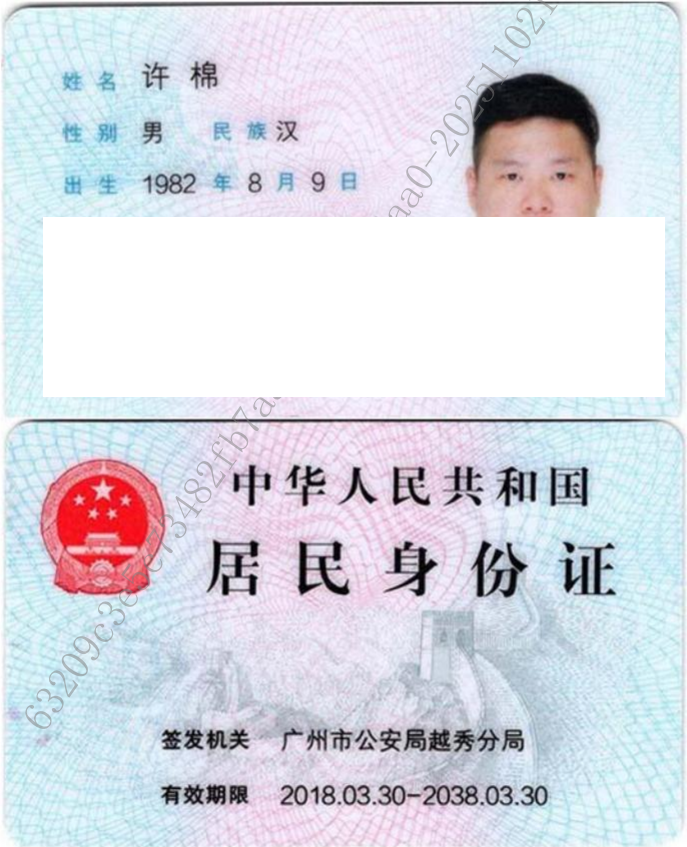 姓名 许棉
性别 男 民族 汉
出生 1982 年 8 月 9 日
中华人民共和国
居民身份证
签发机关 广州市公安局越秀分局
有效期限 2018.03.30-2038.03.30